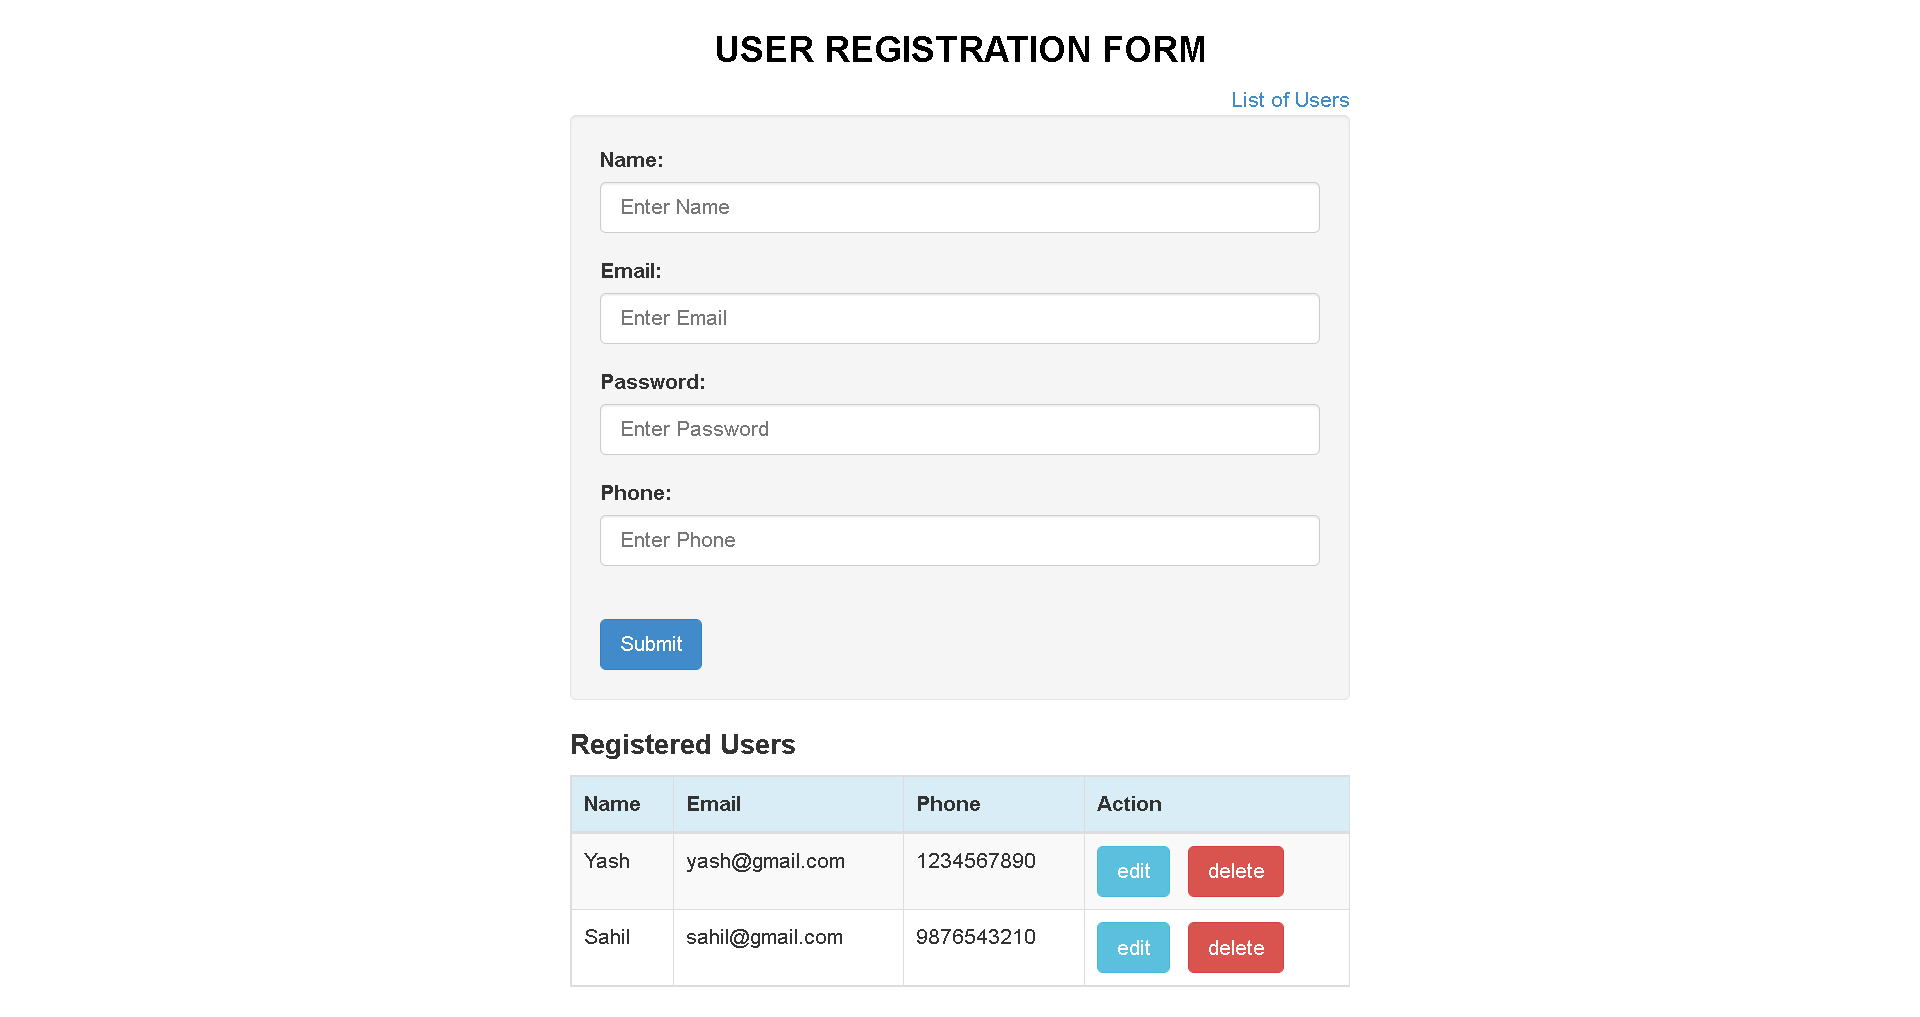 USER REGISTRATION FORM
List of Users
Name:
Enter Name
Email:
Enter Email
Password:
Enter Password
Phone:
Enter Phone
Submit
Registered Users
Name Email Phone Action
Yash yash@gmail.com 1234567890 edit delete
Sahil sahil@gmail.com 9876543210 edit delete